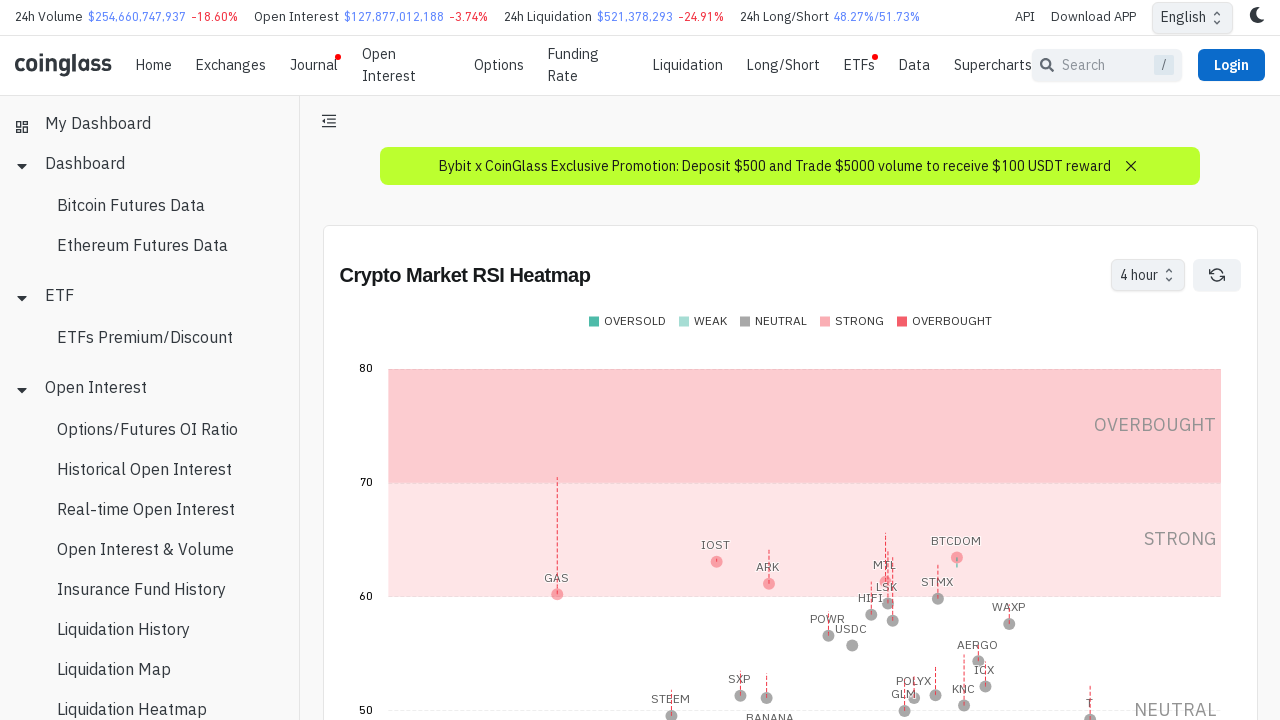 24h Volume $254,660,747,937 -18.60% Open Interest $127,877,012,188 -3.74% 24h Liquidation $521,378,293 -24.91% 24h Long/Short 48.27%/51.73% API Download APP English
coinglass Home Exchanges Journal Open Interest Options Funding Rate Liquidation Long/Short ETFs Data Supercharts Search / Login
My Dashboard
Dashboard
Bitcoin Futures Data
Ethereum Futures Data
ETF
ETFs Premium/Discount
Open Interest
Options/Futures OI Ratio
Historical Open Interest
Real-time Open Interest
Open Interest & Volume
Insurance Fund History
Liquidation History
Liquidation Map
Liquidation Heatmap
Bybit x CoinGlass Exclusive Promotion: Deposit $500 and Trade $5000 volume to receive $100 USDT reward
Crypto Market RSI Heatmap
4 hour
OVERSOLD WEAK NEUTRAL STRONG OVERBOUGHT
80
OVERBOUGHT
70
STRONG
IOST
BTCDOM
ARK
MTL
GAS
STMX
LSK
60
HIFI
WAXP
POWR
USDC
AERGO
ICX
SXP
POLYX
KNC
GLM
STEEM
T
50
NEUTRAL
BANANA